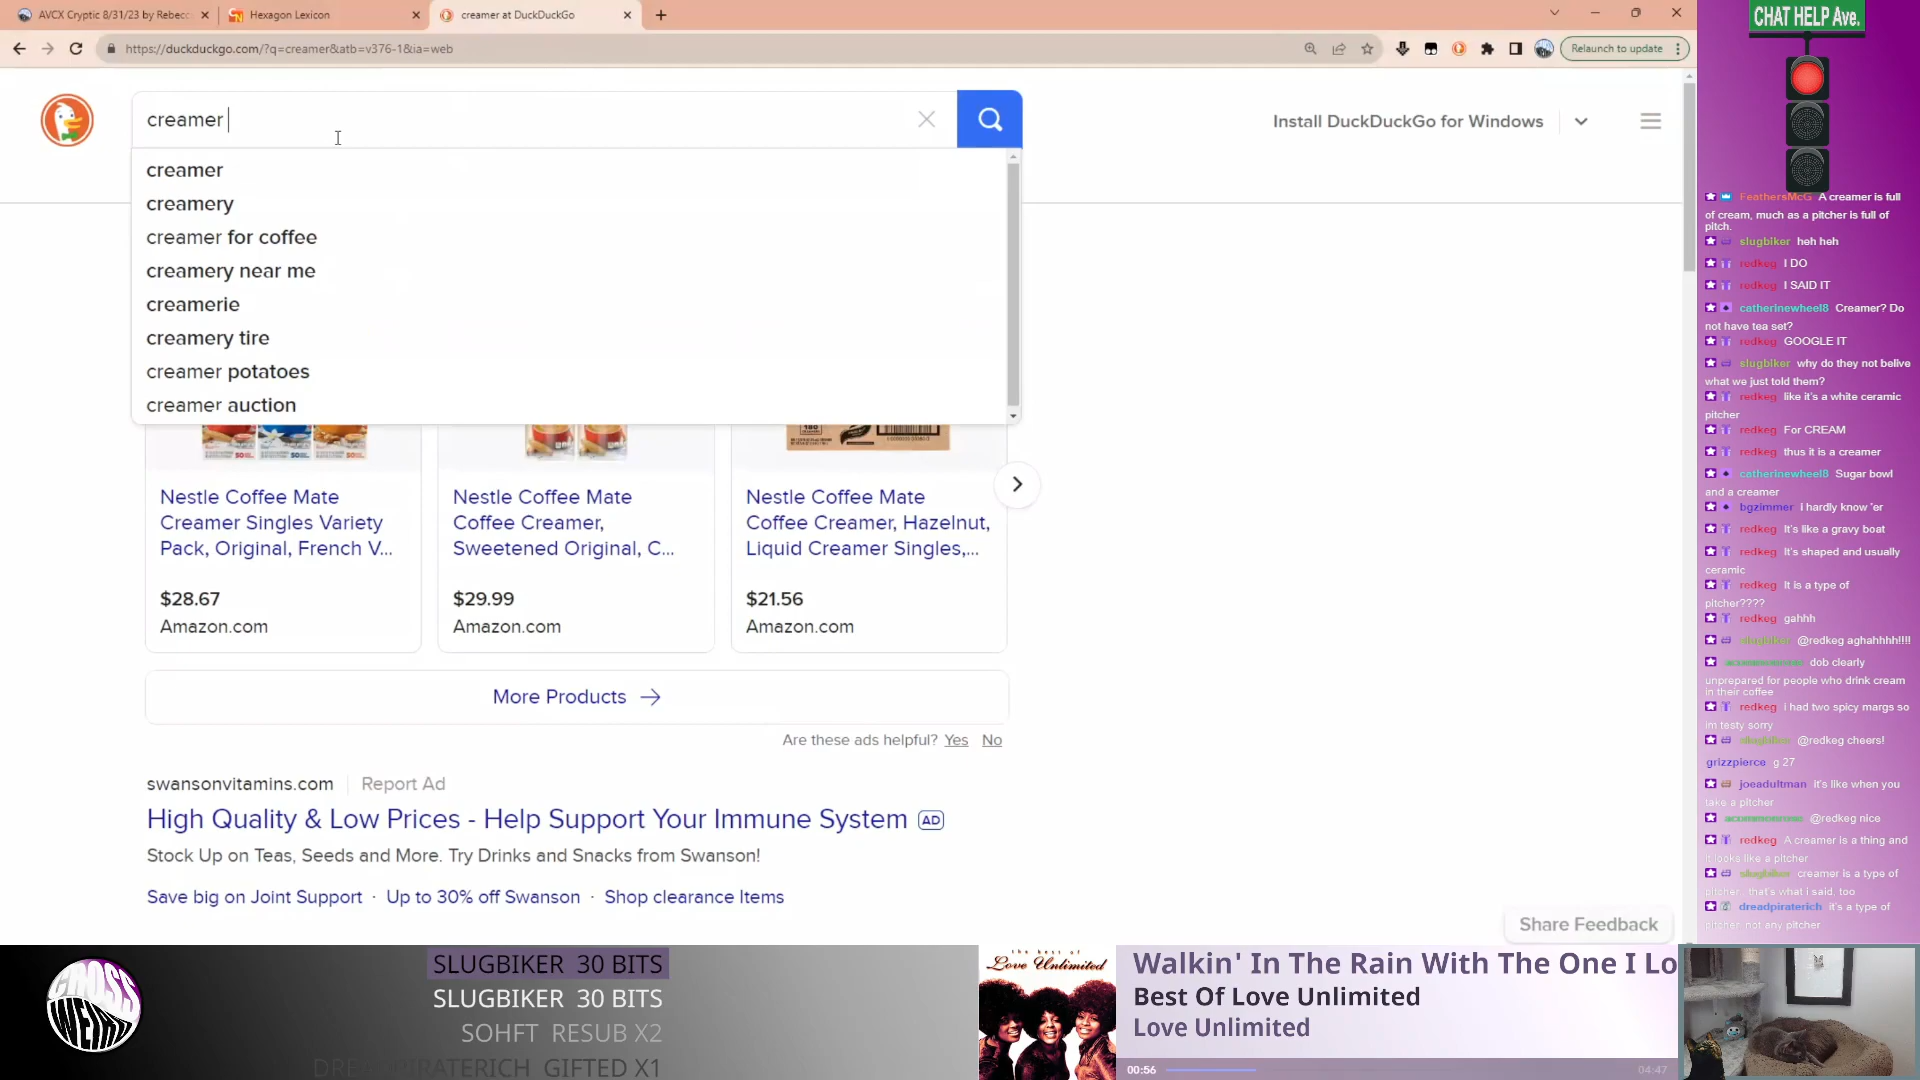 AVCX Cryptic 8/31/23 by Rebecc
Hexagon Lexicon
creamer at DuckDuckGo
https://duckduckgo.com/?q=creamer&atb=v376-1&ia=web
Relaunch to update
creamer
Install DuckDuckGo for Windows
creamer
creamery
creamer for coffee
creamery near me
creamerie
creamery tire
creamer potatoes
creamer auction
Nestle Coffee Mate
Creamer Singles Variety
Pack, Original, French V...
$28.67
Amazon.com
Nestle Coffee Mate
Coffee Creamer,
Sweetened Original, C...
$29.99
Amazon.com
Nestle Coffee Mate
Coffee Creamer, Hazelnut,
Liquid Creamer Singles,...
$21.56
Amazon.com
More Products
Are these ads helpful? Yes No
swansonvitamins.com Report Ad
High Quality & Low Prices - Help Support Your Immune System AD
Stock Up on Teas, Seeds and More. Try Drinks and Snacks from Swanson!
Save big on Joint Support · Up to 30% off Swanson · Shop clearance Items
Share Feedback
CHAT HELP Ave.
FeathersMcG A creamer is full
of cream, much as a pitcher is full of
pitch.
slugbiker heh heh
redkeg I DO
redkeg I SAID IT
catherinewheel8 Creamer? Do
not have tea set?
redkeg GOOGLE IT
slugbiker why do they not belive
what we just told them?
redkeg like it's a white ceramic
pitcher
redkeg For CREAM
redkeg thus it is a creamer
catherinewheel8 Sugar bowl
and a creamer
bgzimmer I hardly know 'er
redkeg It's like a gravy boat
redkeg It's shaped and usually
ceramic
redkeg It is a type of
pitcher????
redkeg gahhh
slugbiker @redkeg aghahhhh!!!!
dob clearly
unprepared for people who drink cream
in their coffee
redkeg i had two spicy margs so
im testy sorry
slugbiker @redkeg cheers!
grizzpierce g 27
joeadultman it's like when you
take a pitcher
@redkeg nice
redkeg A creamer is a thing and
it looks like a pitcher
slugbiker creamer is a type of
pitcher.. that's what i said, too
dreadpiraterich it's a type of
pitcher not any pitcher
CROSS
WEIRD
SLUGBIKER 30 BITS
SLUGBIKER 30 BITS
SOHFT RESUB X2
DREADPIRATERICH GIFTED X1
the best of
Love Unlimited
Walkin' In The Rain With The One I Lo
Best Of Love Unlimited
Love Unlimited
00:56
04:47